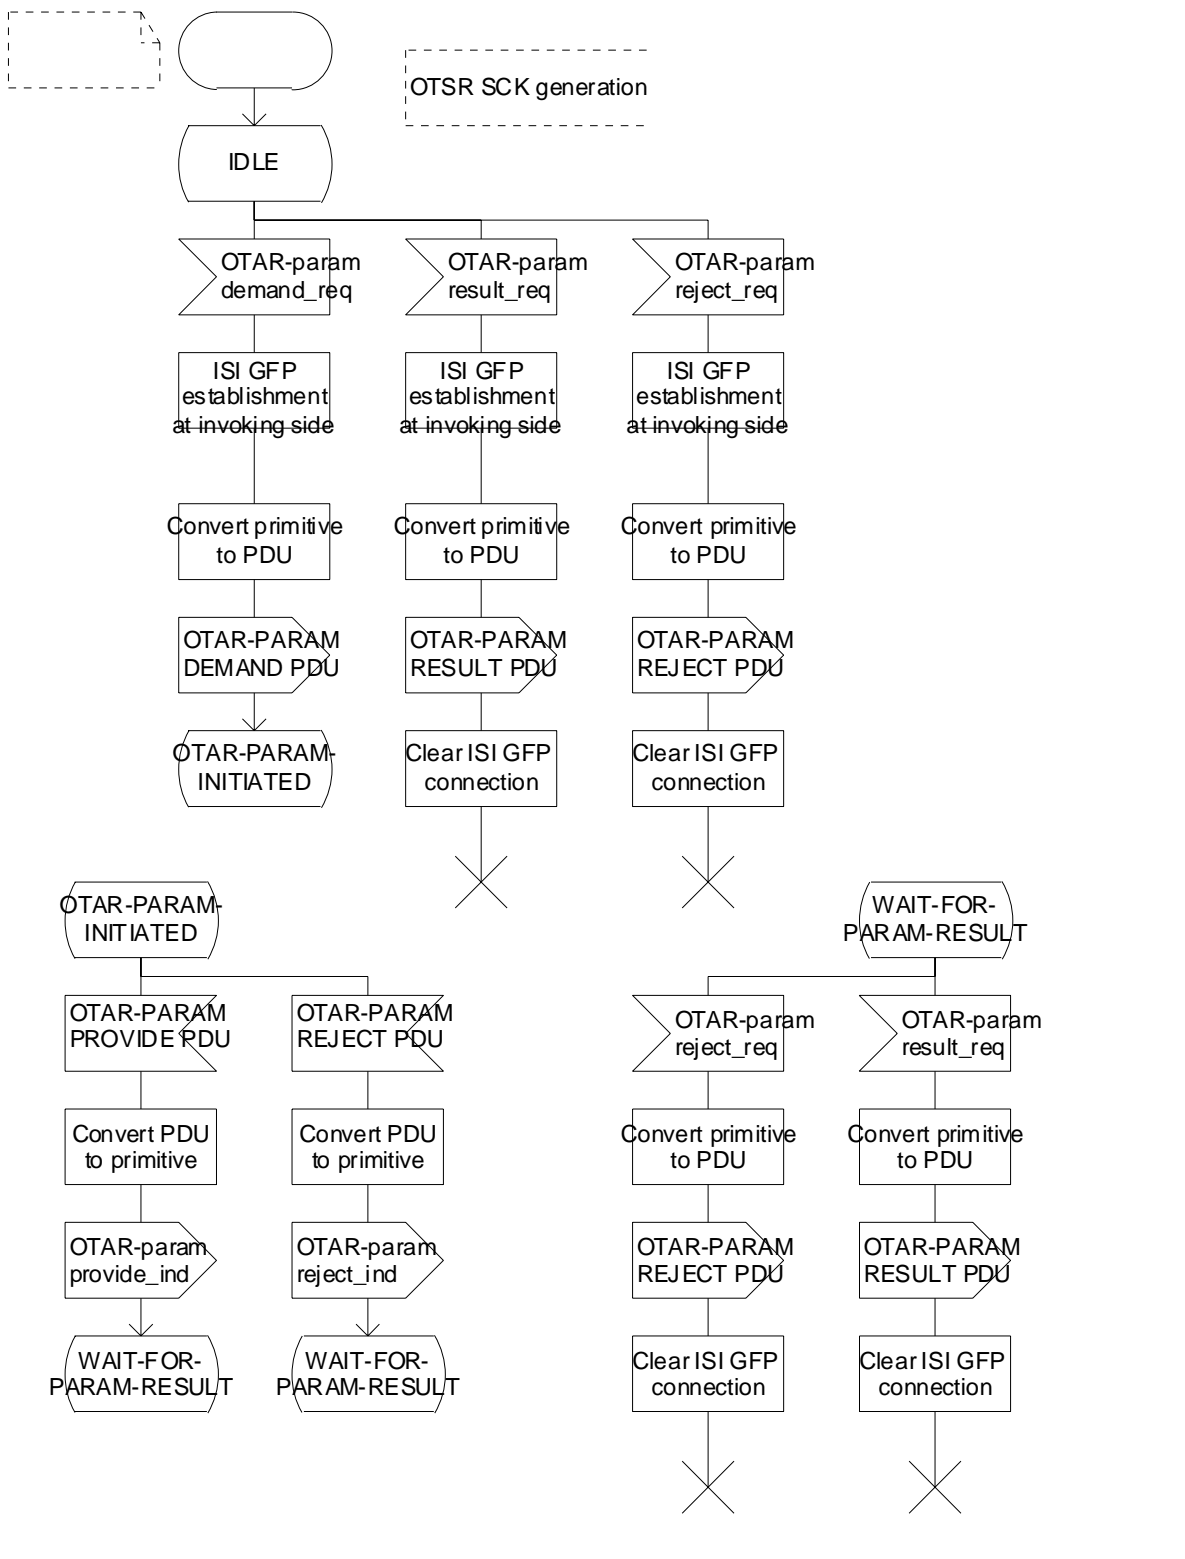 OTSR SCK generation
IDLE
OTAR-param
demand_req
OTAR-param
result_req
OTAR-param
reject_req
ISI GFP
establishment
at invoking side
ISI GFP
establishment
at invoking side
ISI GFP
establishment
at invoking side
Convert primitive
to PDU
Convert primitive
to PDU
Convert primitive
to PDU
OTAR-PARAM
DEMAND PDU
OTAR-PARAM
RESULT PDU
OTAR-PARAM
REJECT PDU
OTAR-PARAM-
INITIATED
Clear ISI GFP
connection
Clear ISI GFP
connection
OTAR-PARAM-
INITIATED
WAIT-FOR-
PARAM-RESULT
OTAR-PARAM
PROVIDE PDU
OTAR-PARAM
REJECT PDU
OTAR-param
reject_req
OTAR-param
result_req
Convert PDU
to primitive
Convert PDU
to primitive
Convert primitive
to PDU
Convert primitive
to PDU
OTAR-param
provide_ind
OTAR-param
reject_ind
OTAR-PARAM
REJECT PDU
OTAR-PARAM
RESULT PDU
WAIT-FOR-
PARAM-RESULT
WAIT-FOR-
PARAM-RESULT
Clear ISI GFP
connection
Clear ISI GFP
connection